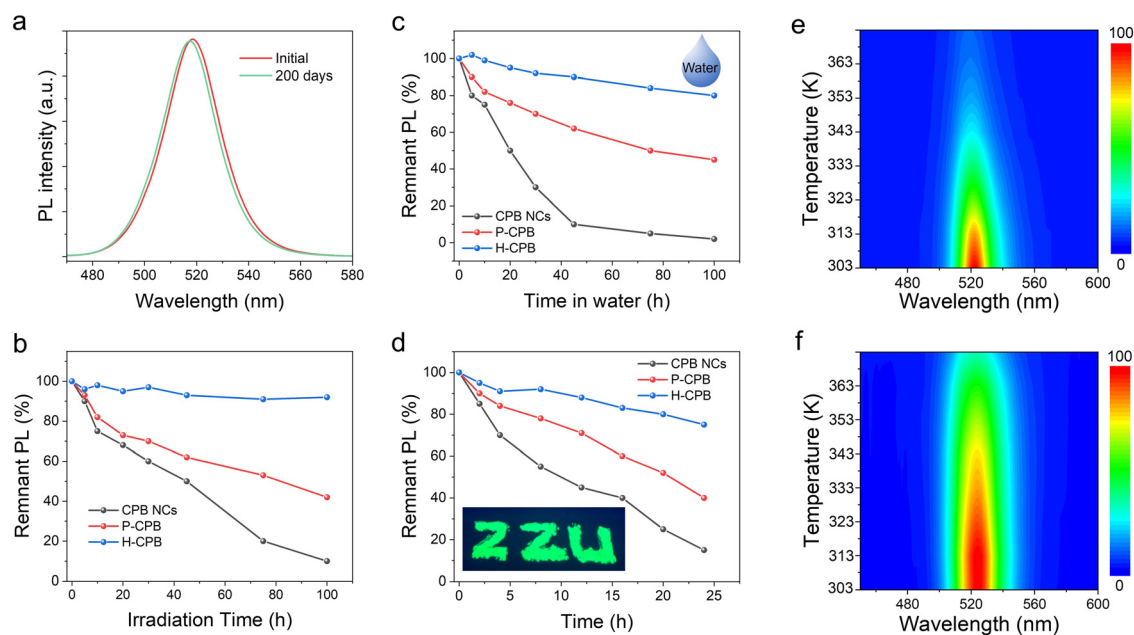 a
PL intensity (a.u.)
Initial
200 days
480 500 520 540 560 580
Wavelength (nm)
c
Remnant PL (%)
100
80
60
40
20
0
Water
CPB NCs
P-CPB
H-CPB
0 20 40 60 80 100
Time in water (h)
e
Temperature (K)
363
353
343
333
323
313
303
480 520 560 600
Wavelength (nm)
100
0
b
Remnant PL (%)
100
80
60
40
20
0
CPB NCs
P-CPB
H-CPB
0 20 40 60 80 100
Irradiation Time (h)
d
Remnant PL (%)
100
80
60
40
20
0
CPB NCs
P-CPB
H-CPB
ZZU
0 5 10 15 20 25
Time (h)
f
Temperature (K)
363
353
343
333
323
313
303
480 520 560 600
Wavelength (nm)
100
0